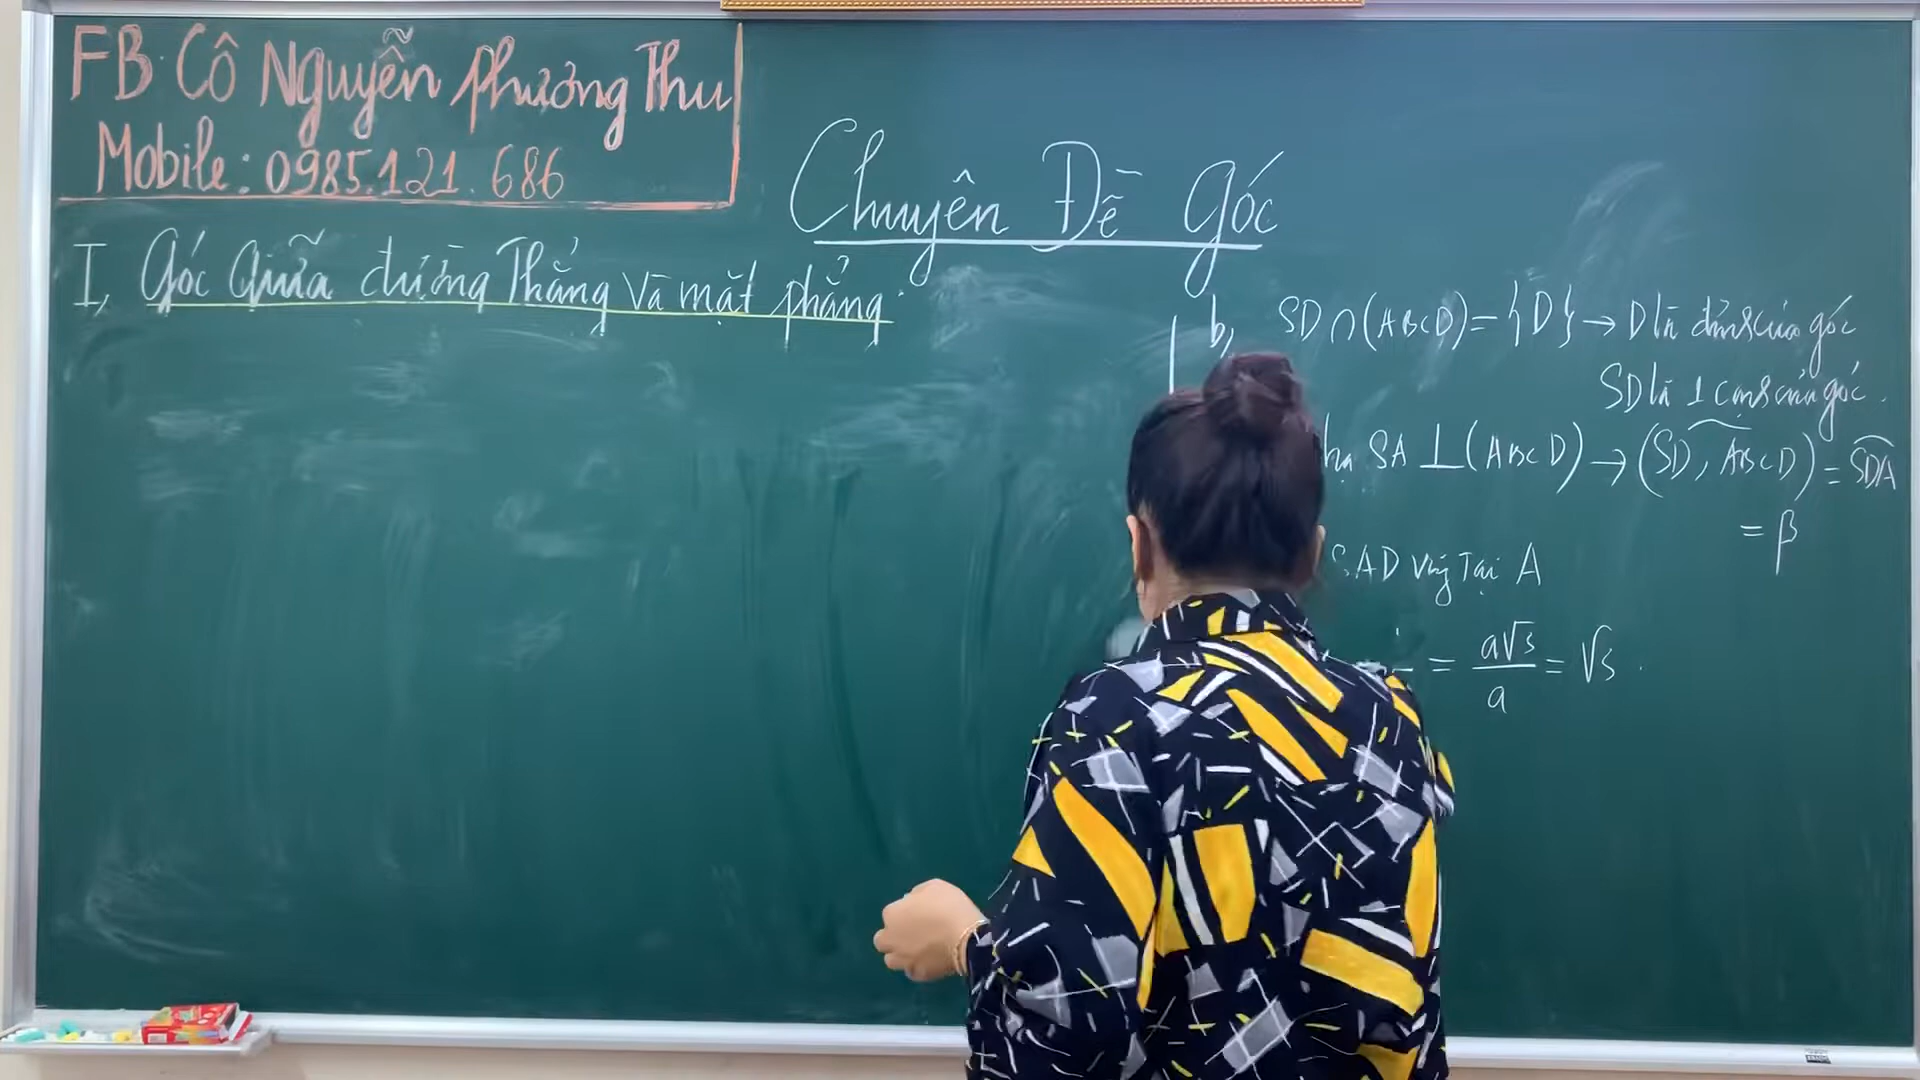 FB. Cô Nguyễn Phương Thu
Mobile: 0985.121.686
Chuyên Đề Góc
I, Góc Giữa đường Thẳng và mặt phẳng.
b, SD ∩ (ABCD) = {D} → D là đỉnh của góc
SD là 1 cạnh của góc.
hạ SA ⊥ (ABCD) → (SD, ABCD) = SDA
= β
SAD vuông tại A
= a√3/a = √3.